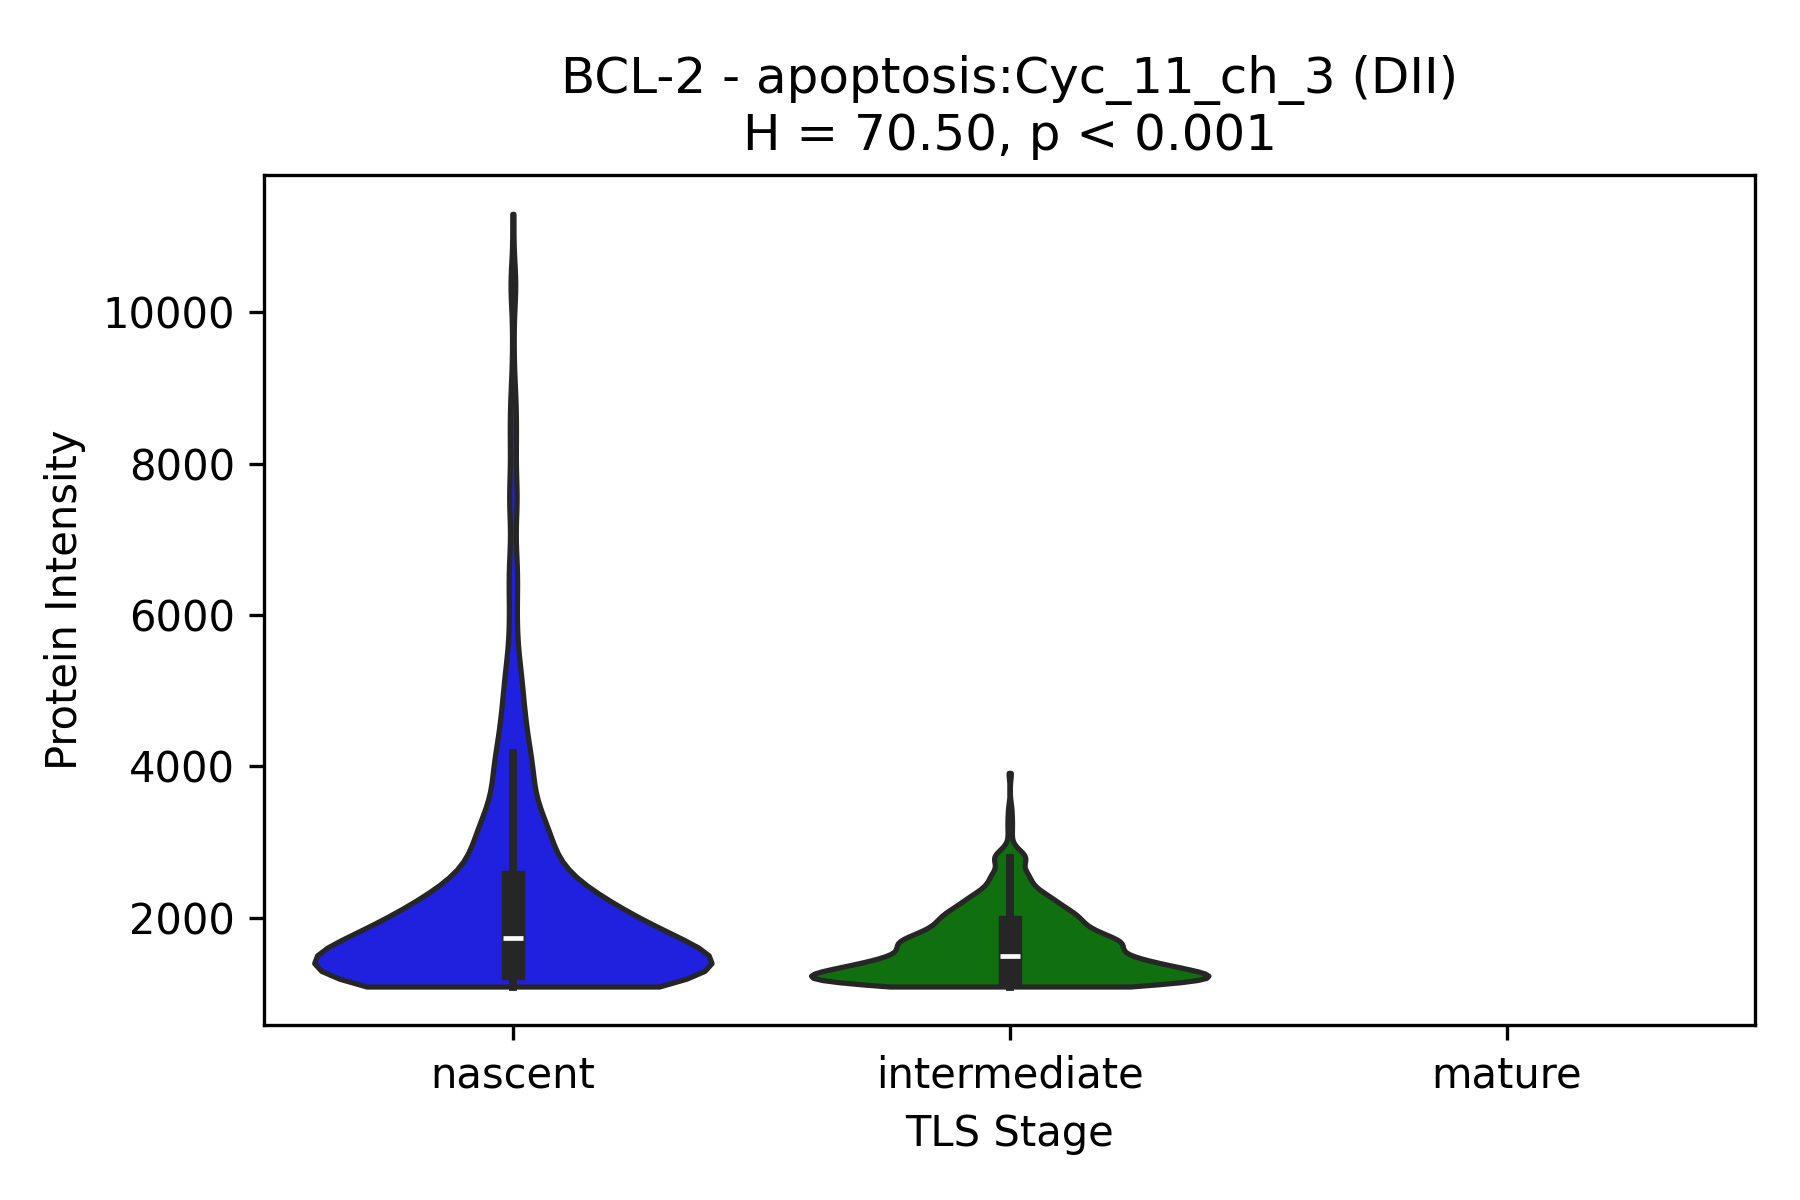 BCL-2 - apoptosis:Cyc_11_ch_3 (DII)
H = 70.50, p < 0.001
Protein Intensity
10000
8000
6000
4000
2000
nascent intermediate mature
TLS Stage